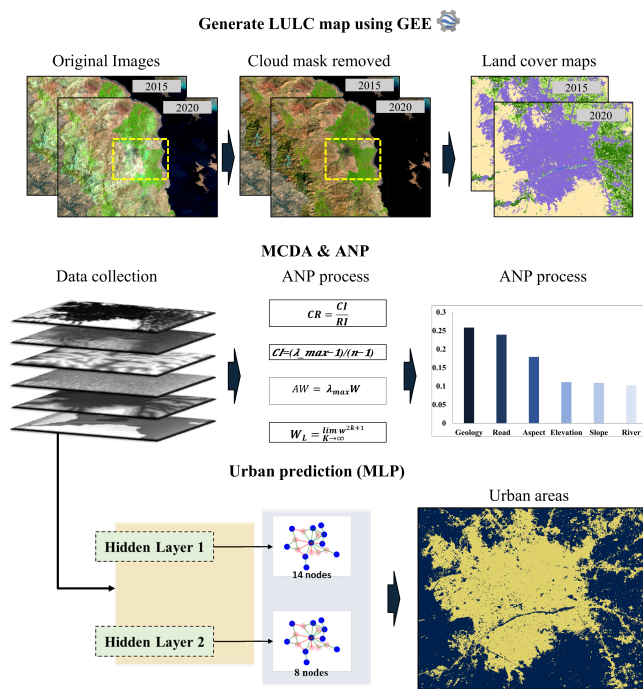 Generate LULC map using GEE
Original Images
Cloud mask removed
Land cover maps
2015
2020
2015
2020
2015
2020
MCDA & ANP
Data collection
ANP process
ANP process
CR = CI/RI
CI=(λ_max−1)/(n−1)
AW = λmaxW
W_L = lim K→∞ w^{2k+1}
0.3
0.25
0.2
0.15
0.1
0.05
0
Geology Road Aspect Elevation Slope River
Urban prediction (MLP)
Urban areas
Hidden Layer 1
14 nodes
Hidden Layer 2
8 nodes